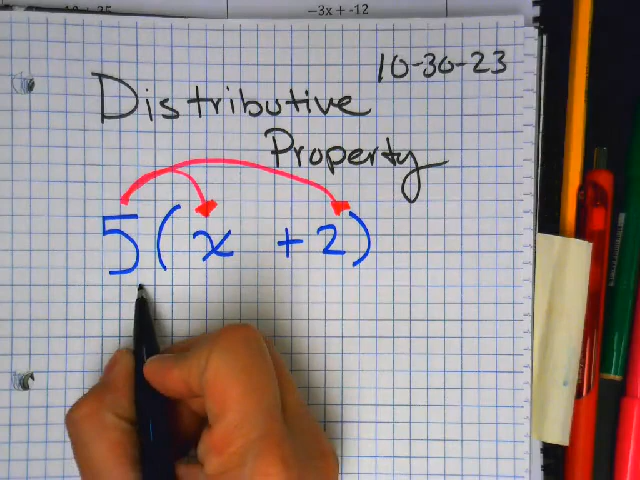 -3x + -12
10-30-23
Distributive
Property
5(x + 2)